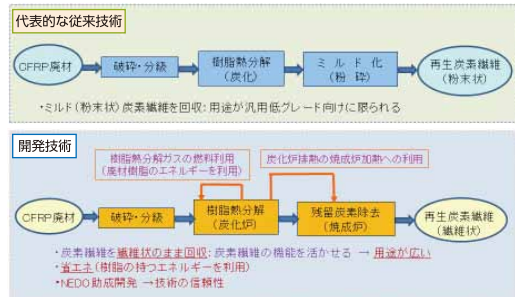 代表的な従来技術
CFRP廃材
破砕・分級
樹脂熱分解
(炭化)
ミルド化
(粉砕)
再生炭素繊維
(粉末状)
・ミルド(粉末状)炭素繊維を回収:用途が汎用低グレード向けに限られる
開発技術
樹脂熱分解ガスの燃料利用
(廃材樹脂のエネルギーを利用)
炭化炉排熱の焼成炉加熱への利用
CFRP廃材
破砕・分級
樹脂熱分解
(炭化炉)
残留炭素除去
(焼成炉)
再生炭素繊維
(繊維状)
・炭素繊維を繊維状のまま回収:炭素繊維の機能を活かせる → 用途が広い
・省エネ(樹脂の持つエネルギーを利用)
・NEDO助成開発 →技術の信頼性